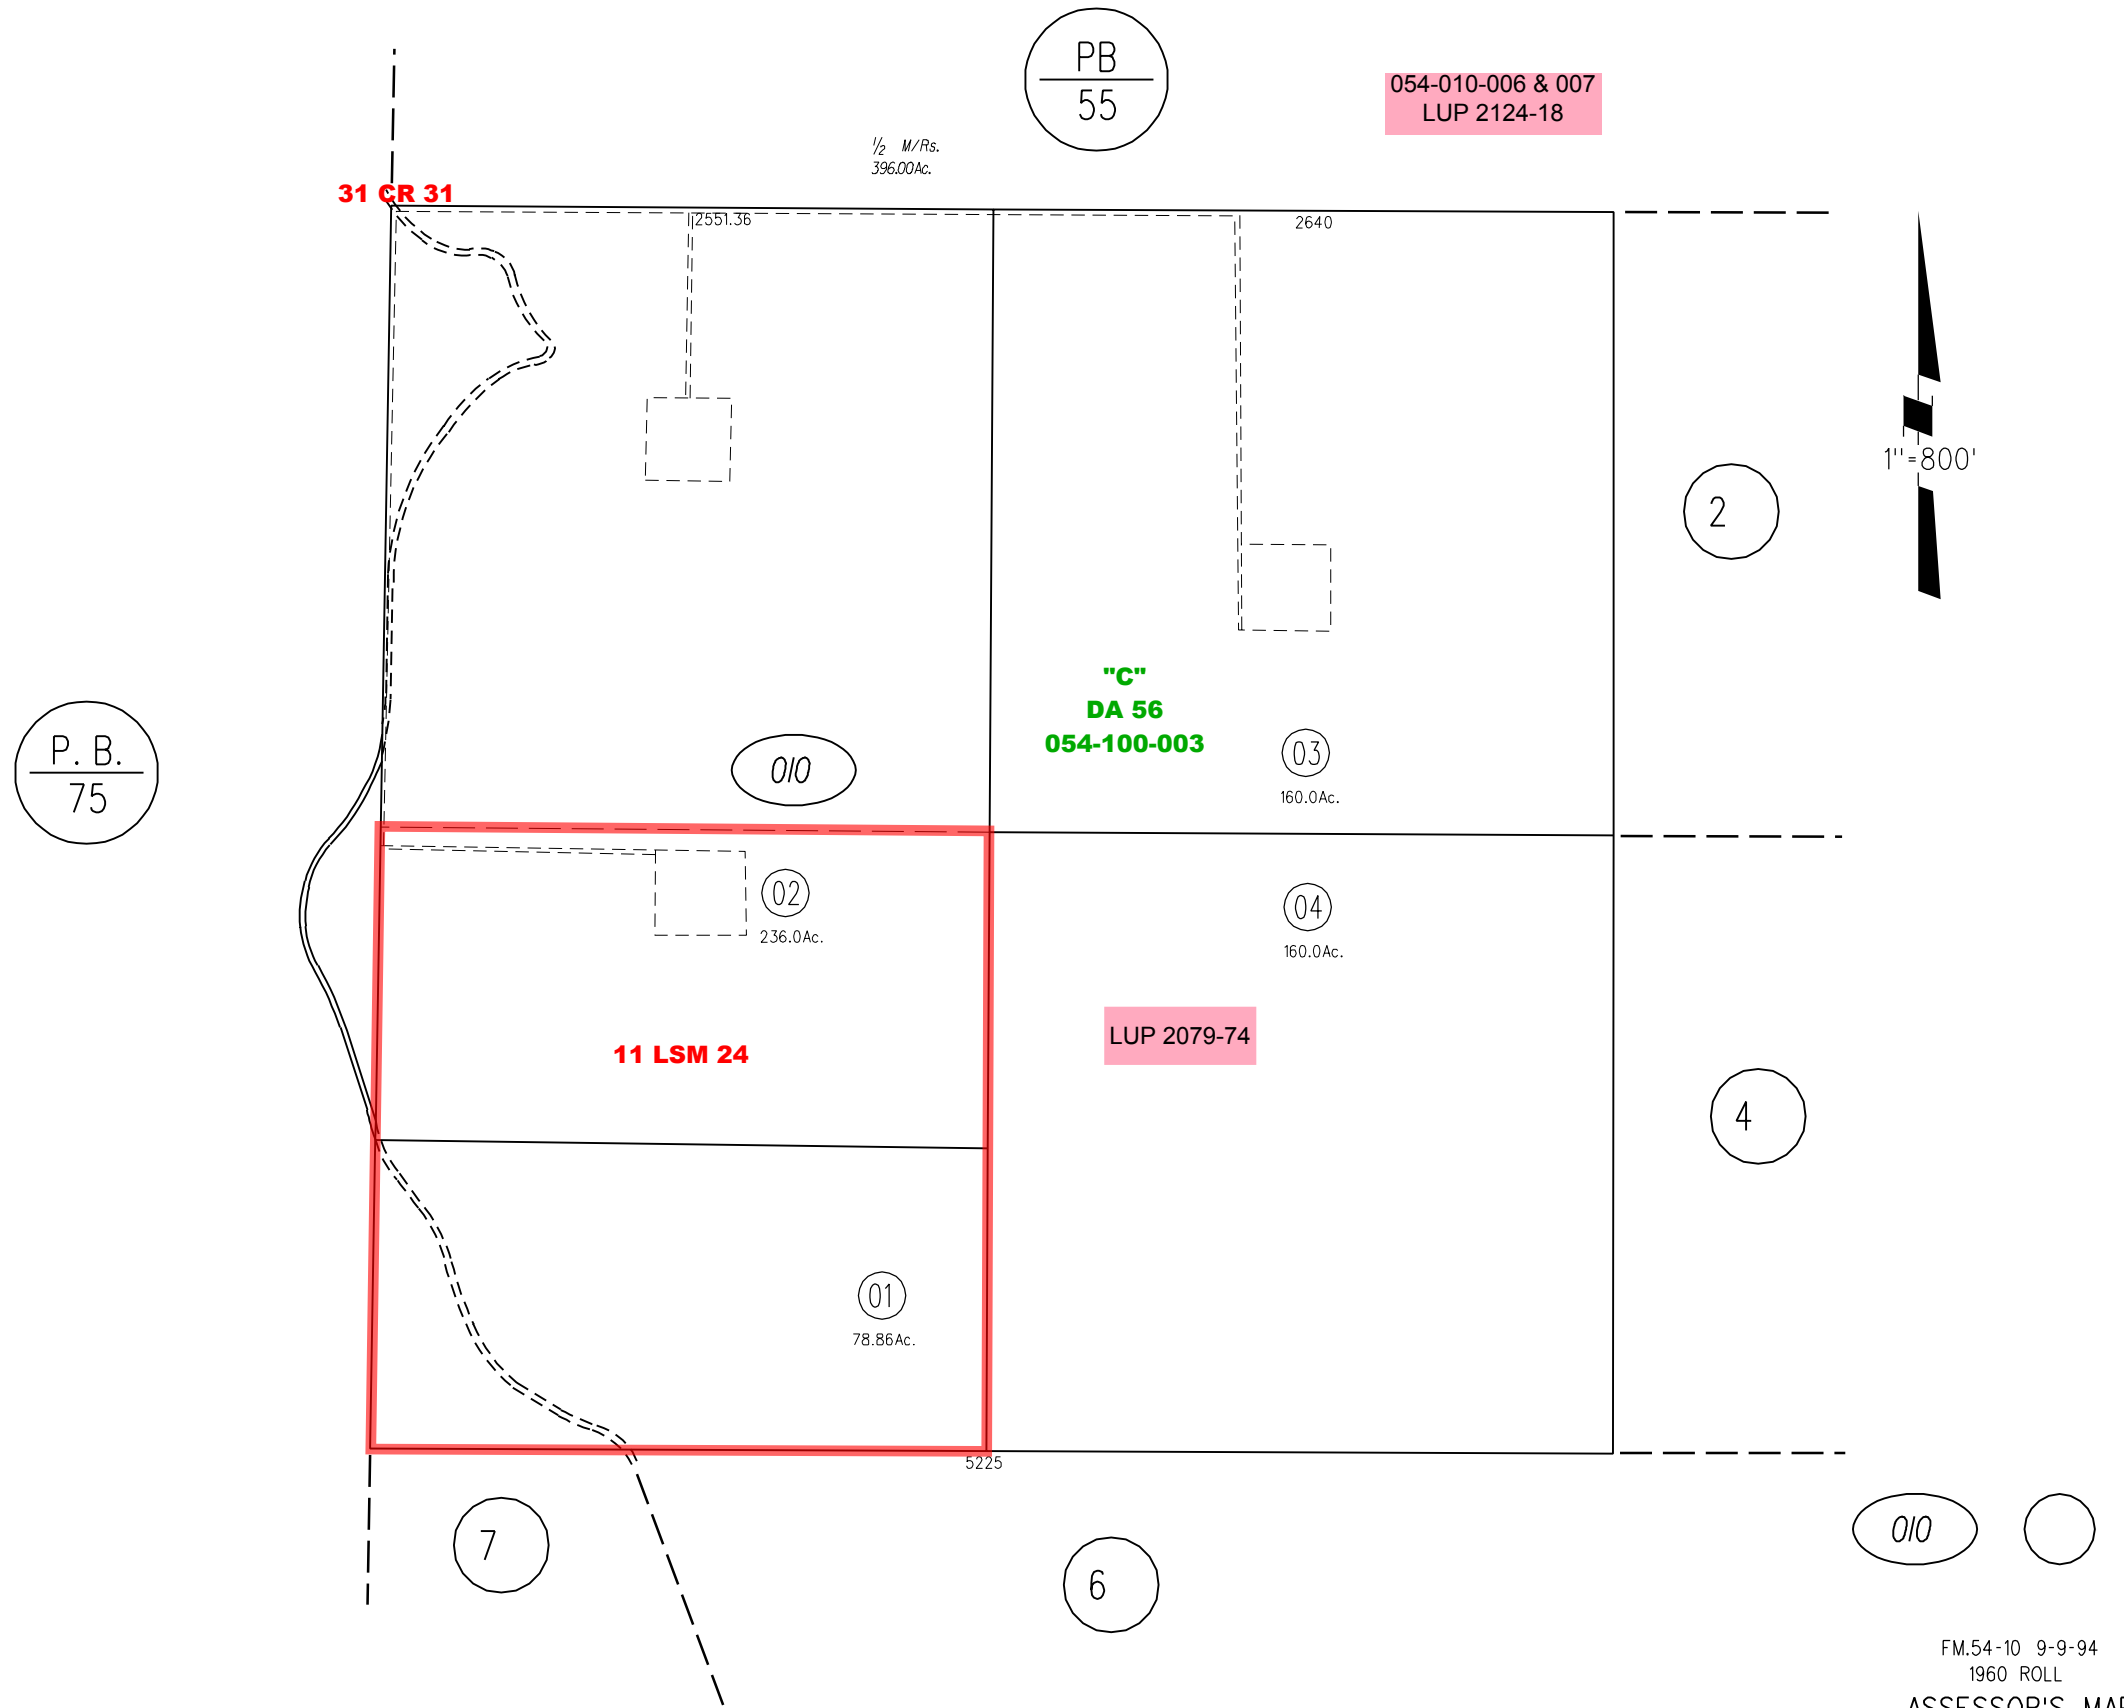 PB
55
054-010-006 & 007
LUP 2124-18
1/2 M/Rs.
396.00Ac.
31 CR 31
2551.36
2640
1"=800'
2
"C"
DA 56
054-100-003
03
160.0Ac.
P. B.
75
010
02
236.0Ac.
04
160.0Ac.
LUP 2079-74
11 LSM 24
4
01
78.86Ac.
5225
7
6
010
FM.54-10 9-9-94
1960 ROLL
ASSESSOR'S MAP